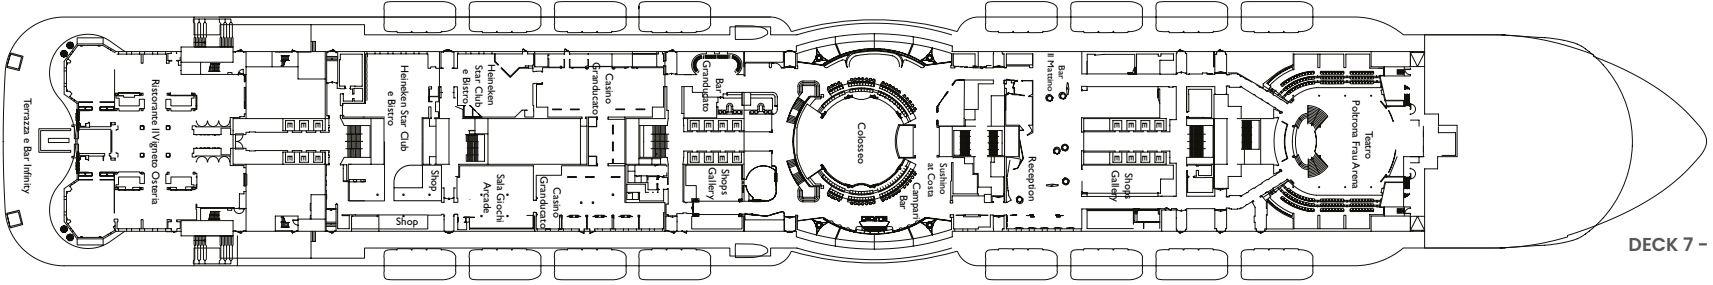 Terrazza e Bar Infinity
Ristorante Il Vigneto Osteria
Heineken Star Club
e Bistro
Shop
Shop
Heineken
Star Club
e Bistro
Sala Giochi
Arcade
Casino
Granducato
Casino
Granducato
Bar
Granducato
Shops
Gallery
Colosseo
Campari
Bar
Sushino
at Costa
Bar
Il Mattino
Reception
Shops
Gallery
Teatro
Poltrona Frau Arena
DECK 7 -